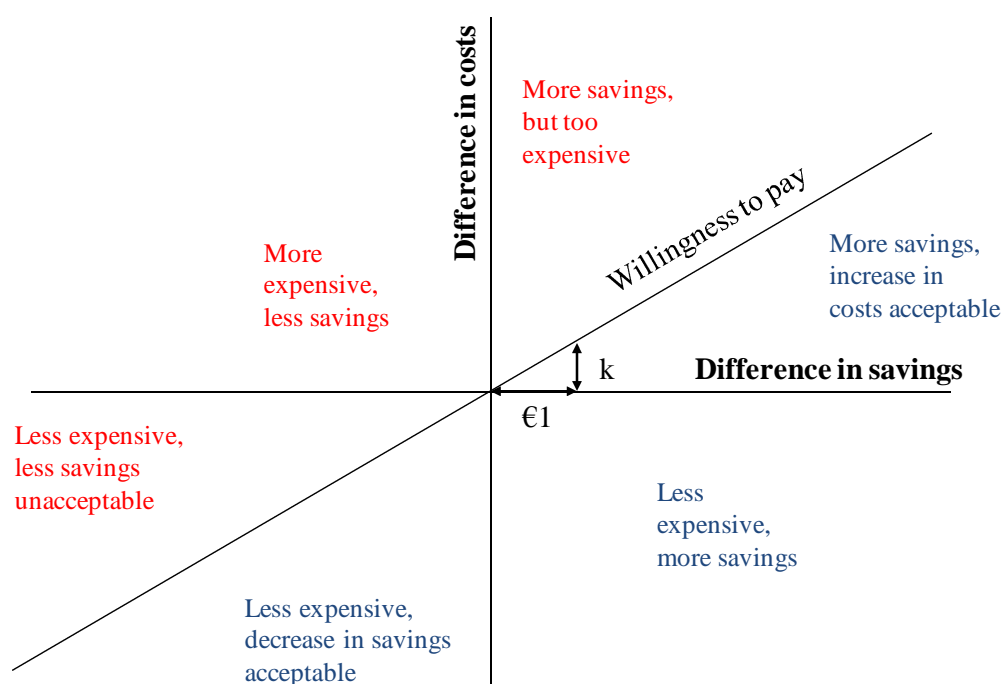 Difference in costs
More savings,
but too
expensive
Willingness to pay
More savings,
increase in
costs acceptable
More
expensive,
less savings
k
Difference in savings
€1
Less expensive,
less savings
unacceptable
Less
expensive,
more savings
Less expensive,
decrease in savings
acceptable